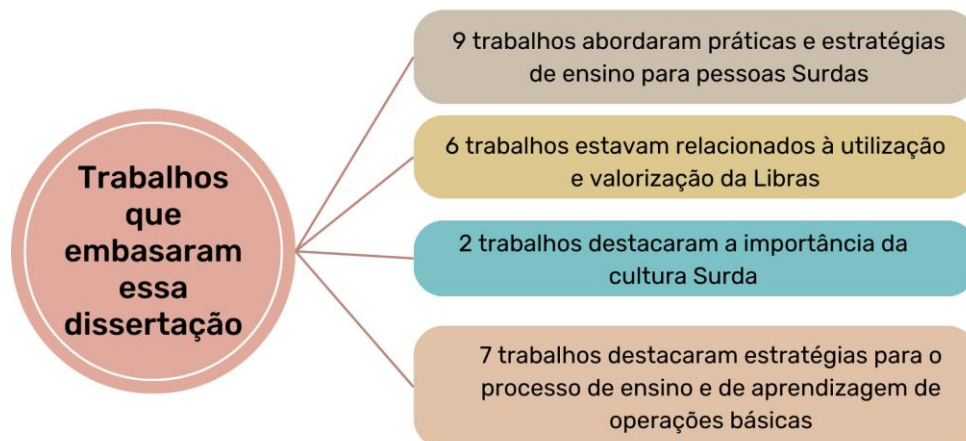 Trabalhos
que
embasaram
essa
dissertação
9 trabalhos abordaram práticas e estratégias
de ensino para pessoas Surdas
6 trabalhos estavam relacionados à utilização
e valorização da Libras
2 trabalhos destacaram a importância da
cultura Surda
7 trabalhos destacaram estratégias para o
processo de ensino e de aprendizagem de
operações básicas